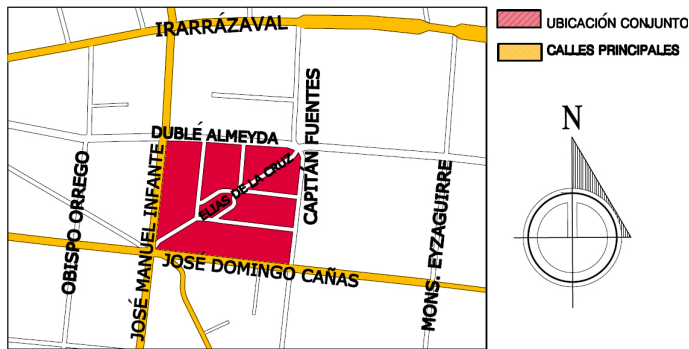 IRARRÁZAVAL
UBICACIÓN CONJUNTO
CALLES PRINCIPALES
DUBLÉ ALMEYDA
CAPITÁN FUENTES
N
ELIAS DE LA CRUZ
OBISPO ORREGO
JOSÉ MANUEL INFANTE
MONS. EYZAGUIRRE
JOSÉ DOMINGO CAÑAS